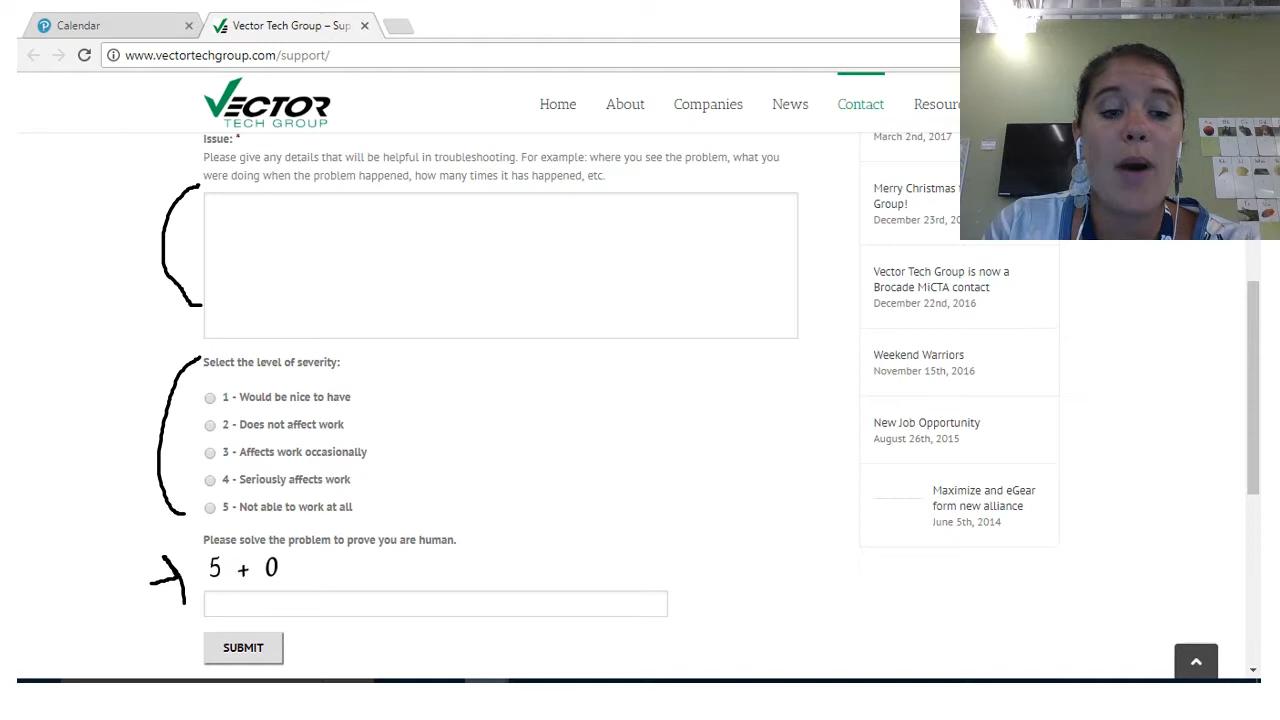 Calendar
Vector Tech Group – Sup
www.vectortechgroup.com/support/
VECTOR
TECH GROUP
Home About Companies News Contact Resour
Issue: *
Please give any details that will be helpful in troubleshooting. For example: where you see the problem, what you
were doing when the problem happened, how many times it has happened, etc.
Select the level of severity:
1 - Would be nice to have
2 - Does not affect work
3 - Affects work occasionally
4 - Seriously affects work
5 - Not able to work at all
Please solve the problem to prove you are human.
5 + 0
SUBMIT
March 2nd, 2017
Merry Christmas
Group!
December 23rd, 20
Vector Tech Group is now a
Brocade MiCTA contact
December 22nd, 2016
Weekend Warriors
November 15th, 2016
New Job Opportunity
August 26th, 2015
Maximize and eGear
form new alliance
June 5th, 2014